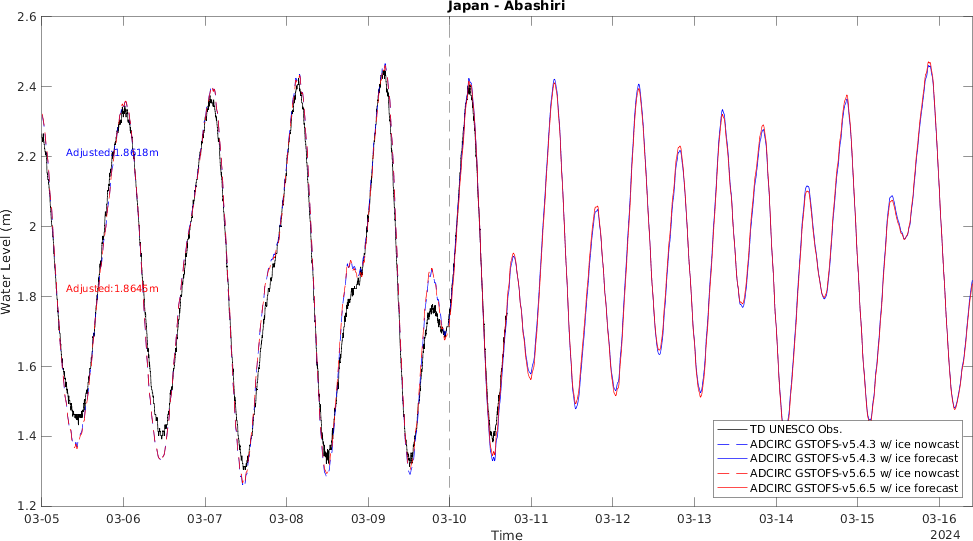 Japan - Abashiri
2.6
2.4
2.2
2
1.8
1.6
1.4
1.2
Water Level (m)
Adjusted:1.8618m
Adjusted:1.8645m
TD UNESCO Obs.
ADCIRC GSTOFS-v5.4.3 w/ ice nowcast
ADCIRC GSTOFS-v5.4.3 w/ ice forecast
ADCIRC GSTOFS-v5.6.5 w/ ice nowcast
ADCIRC GSTOFS-v5.6.5 w/ ice forecast
03-05 03-06 03-07 03-08 03-09 03-10 03-11 03-12 03-13 03-14 03-15 03-16
Time
2024